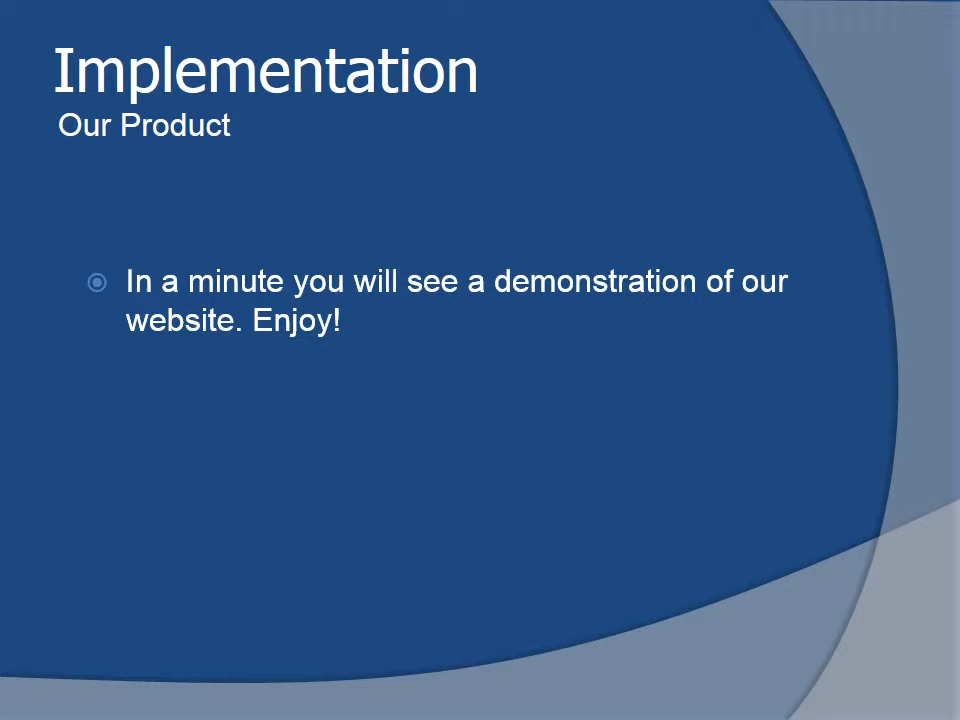 Implementation
Our Product
In a minute you will see a demonstration of our
website. Enjoy!